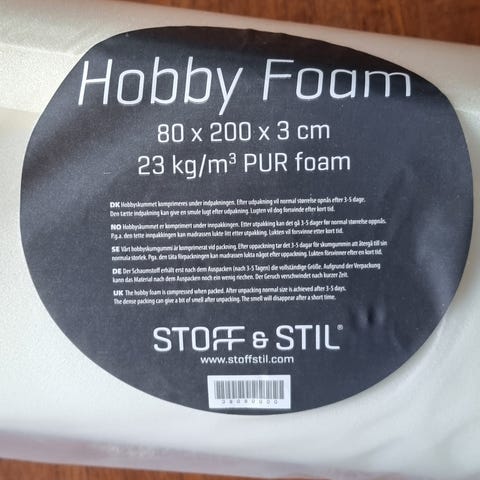 Hobby Foam
80 x 200 x 3 cm
23 kg/m³ PUR foam
DK Hobbyskummet komprimeres under indpakningen. Efter udpakning vil normal størrelse opnås efter 3-5 dage.
Den tætte indpakning kan give en smule lugt efter udpakning. Lugten vil dog forsvinde efter kort tid.
NO Hobbyskummet er komprimert under innpakningen. Etter utpakking kan det gå 3-5 dager før normal størrelse oppnås.
P.g.a. den tette innpakkingen kan madrassen lukte litt etter utpakking. Lukten vil forsvinne etter kort tid.
SE Vårt hobbyskumgummi är komprimerat vid packning. Efter uppackning tar det 3-5 dagar för skumgummin att återgå till sin
normala storlek. Pga. den täta förpackningen kan madrassen lukta något efter uppackning. Lukten försvinner efter en kort tid.
DE Der Schaumstoff erhält erst nach dem Auspacken (nach 3-5 Tagen) die vollständige Größe. Aufgrund der Verpackung
kann das Material nach dem Auspacken noch ein wenig riechen. Der Geruch verschwindet nach kurzer Zeit.
UK The hobby foam is compressed when packed. After unpacking normal size is achieved after 3-5 days.
The dense packing can give a bit of smell after unpacking. The smell will disappear after a short time.
STOFF & STIL®
www.stoffstil.com